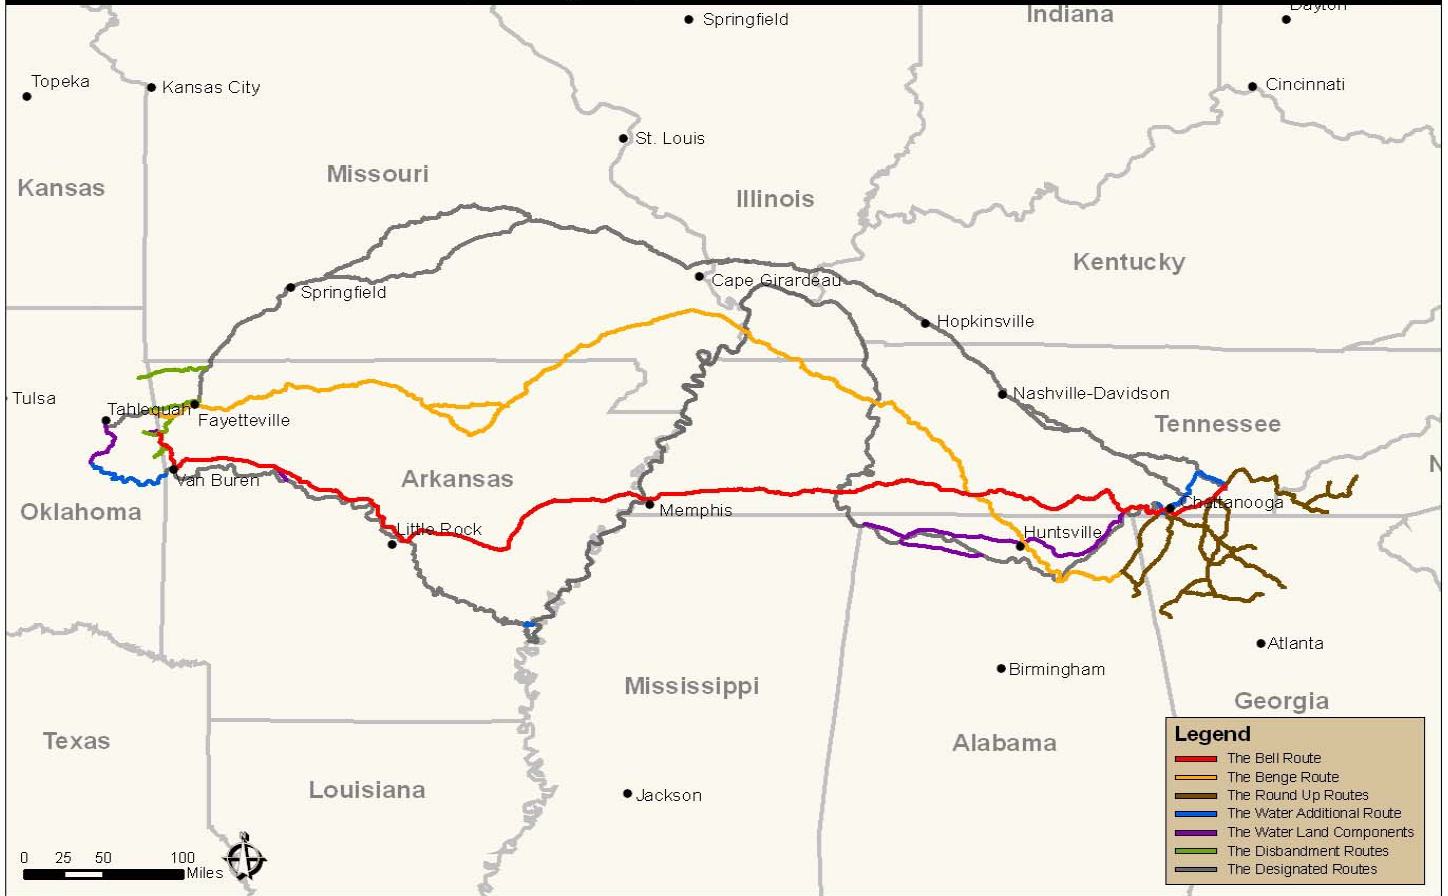 Springfield
Indiana
Dayton
Topeka
Kansas City
Cincinnati
St. Louis
Missouri
Kansas
Illinois
Kentucky
Cape Girardeau
Springfield
Hopkinsville
Tulsa
Nashville-Davidson
Tahlequah
Fayetteville
Tennessee
N
Van Buren
Arkansas
Oklahoma
Memphis
Chattanooga
Little Rock
Huntsville
Atlanta
Birmingham
Mississippi
Georgia
Texas
Alabama
Louisiana
Jackson
Legend
The Bell Route
The Benge Route
The Round Up Routes
The Water Additional Route
The Water Land Components
The Disbandment Routes
The Designated Routes
0 25 50 100
Miles